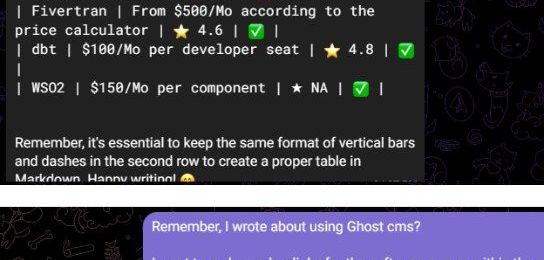 | Fivertran | From $500/Mo according to the
price calculator | ⭐ 4.6 | ✅ |
| dbt | $100/Mo per developer seat | ⭐ 4.8 | ✅
|
| WSO2 | $150/Mo per component | ★ NA | ✅ |
Remember, it's essential to keep the same format of vertical bars
and dashes in the second row to create a proper table in
Markdown. Happy writing! 😊
Remember, I wrote about using Ghost cms?